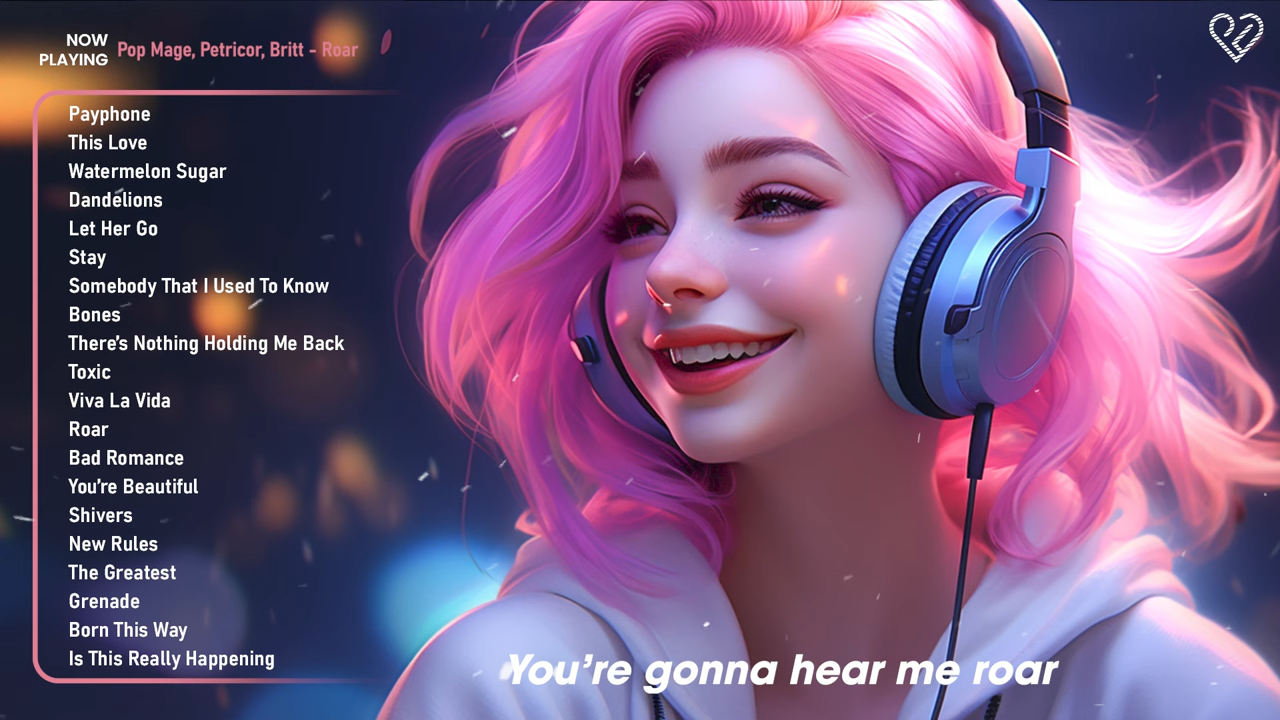 NOW
PLAYING
Pop Mage, Petricor, Britt - Roar
Payphone
This Love
Watermelon Sugar
Dandelions
Let Her Go
Stay
Somebody That I Used To Know
Bones
There's Nothing Holding Me Back
Toxic
Viva La Vida
Roar
Bad Romance
You're Beautiful
Shivers
New Rules
The Greatest
Grenade
Born This Way
Is This Really Happening
You're gonna hear me roar